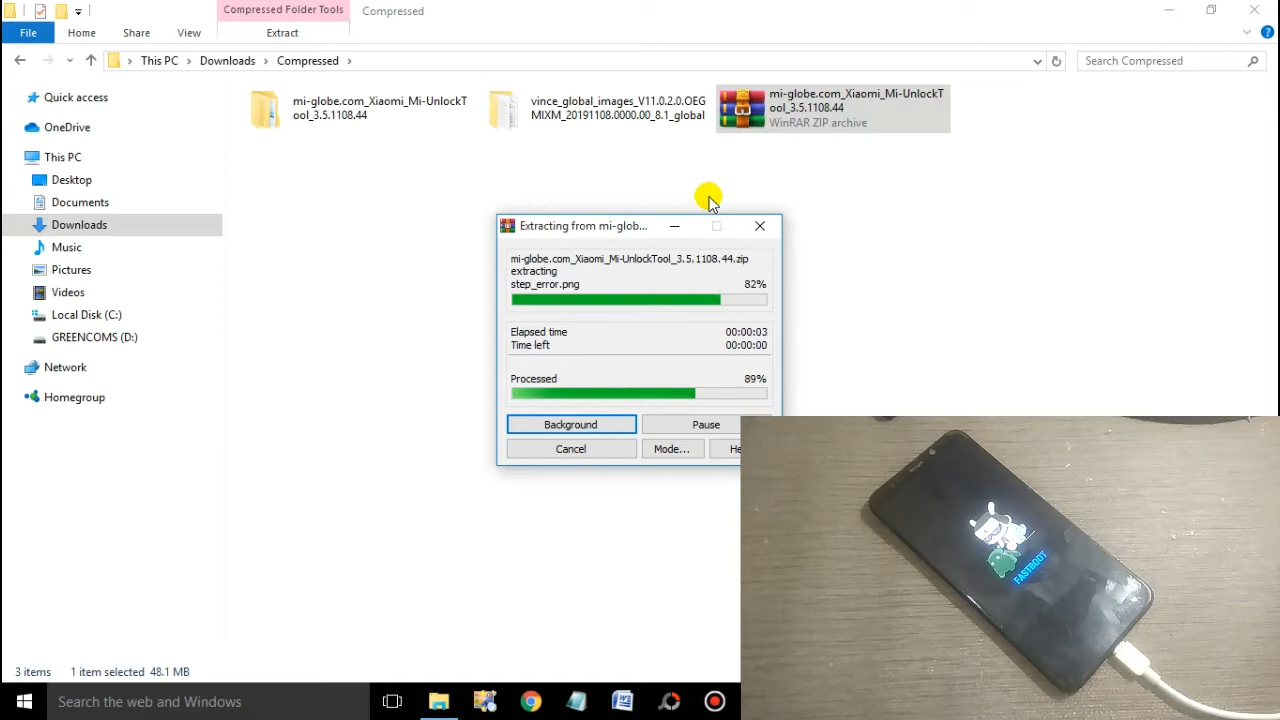 Compressed Folder Tools
Compressed
File
Home
Share
View
Extract
This PC
Downloads
Compressed
Search Compressed
Quick access
OneDrive
This PC
Desktop
Documents
Downloads
Music
Pictures
Videos
Local Disk (C:)
GREENCOMS (D:)
Network
Homegroup
mi-globe.com_Xiaomi_Mi-UnlockT
ool_3.5.1108.44
vince_global_images_V11.0.2.0.OEG
MIXM_20191108.0000.00_8.1_global
mi-globe.com_Xiaomi_Mi-UnlockT
ool_3.5.1108.44
WinRAR ZIP archive
Extracting from mi-glob...
mi-globe.com_Xiaomi_Mi-UnlockTool_3.5.1108.44.zip
extracting
step_error.png 82%
Elapsed time 00:00:03
Time left 00:00:00
Processed 89%
Background
Pause
Cancel
Mode...
He
FASTBOOT
3 items 1 item selected 48.1 MB
Search the web and Windows